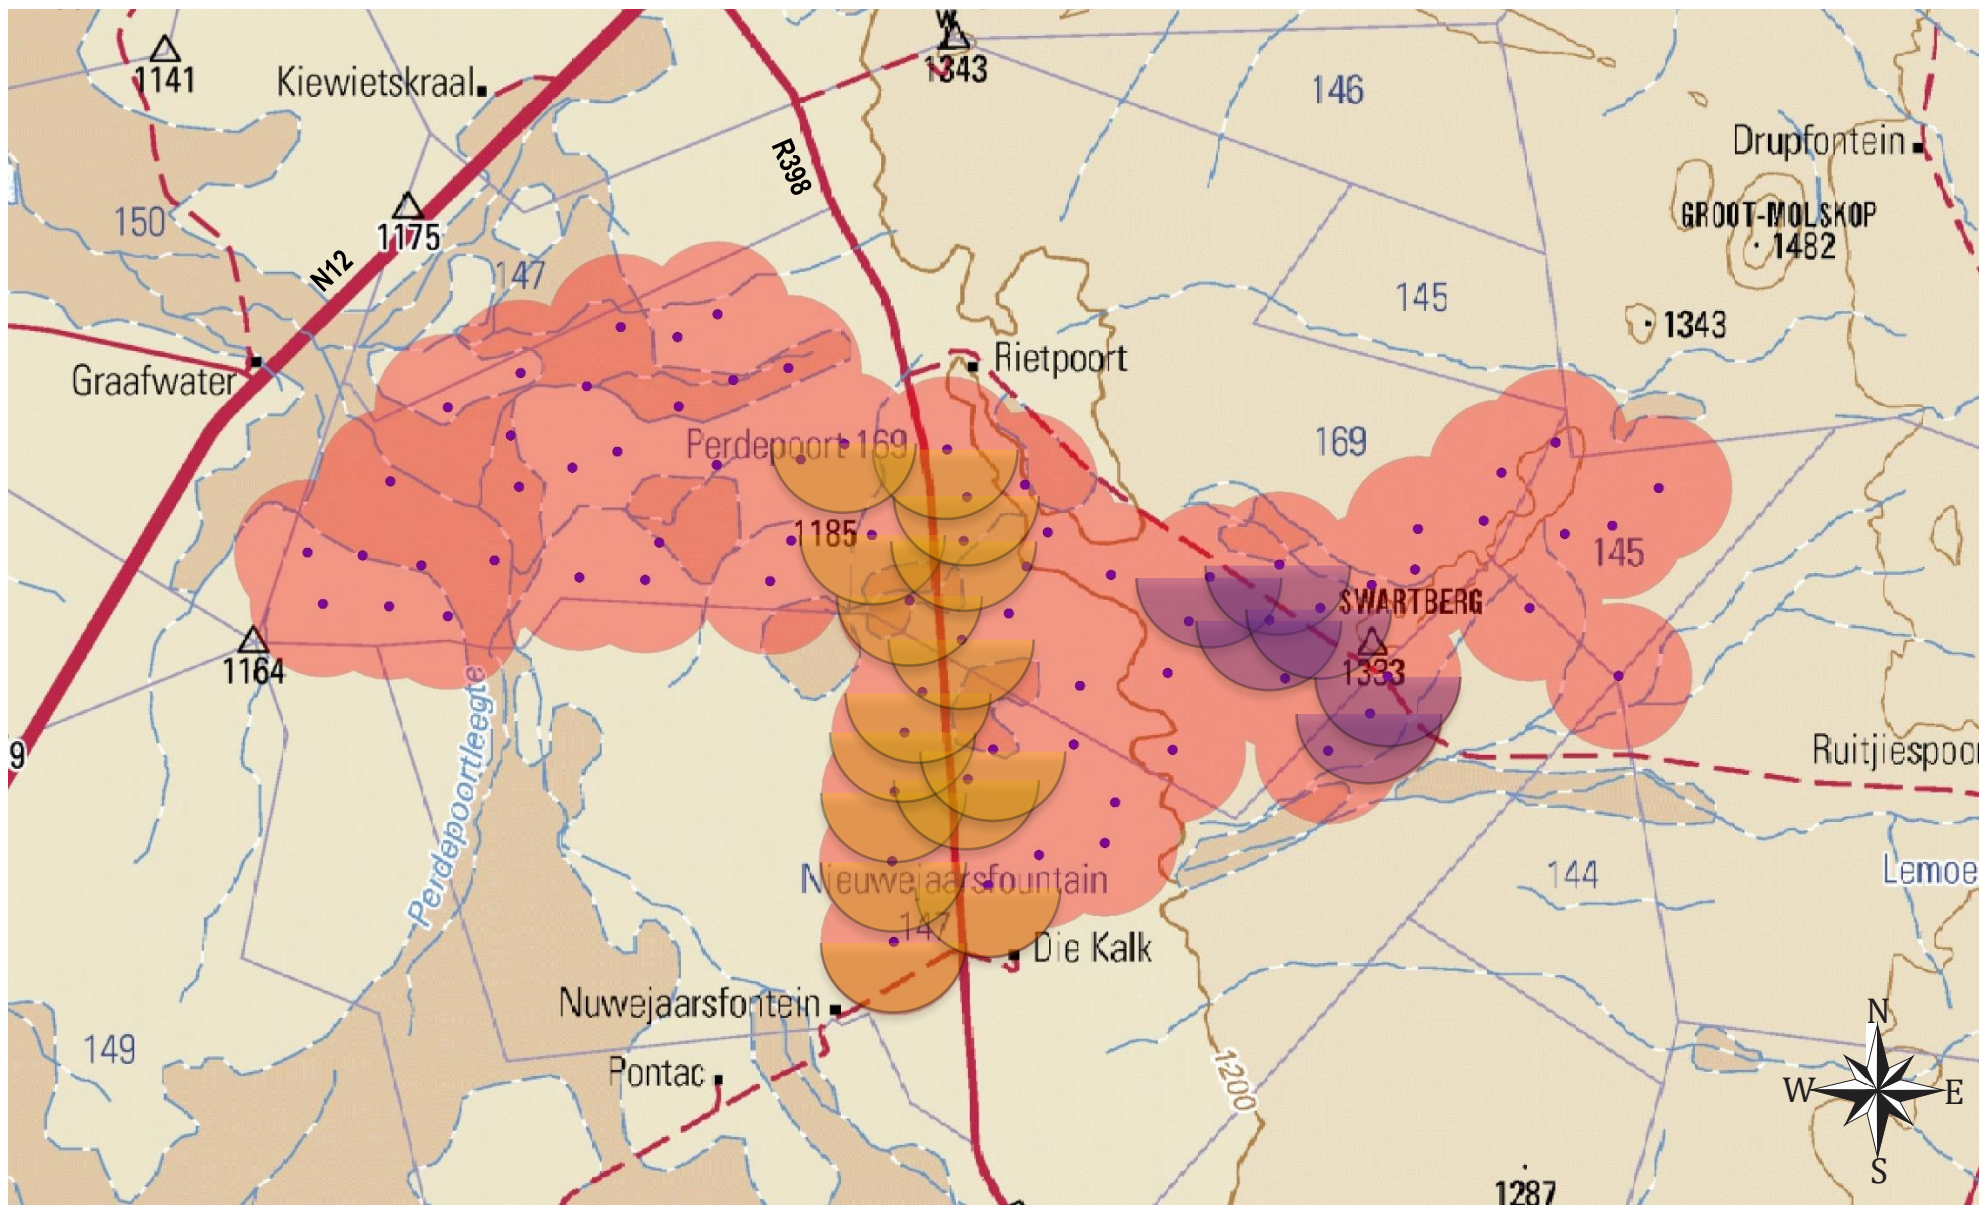 W
1141
1343
Kiewietskraal
146
R398
Drupfontein
150
1175
GROOT-MOLSKOP
1482
N12
147
145
1343
Rietpoort
Graafwater
Perdepoort 169
169
1185
145
SWARTBERG
1164
1333
9
Perdepoortleegte
Ruitjiespoor
Nieuwejaarsfountain
147
144
Lemoe
Die Kalk
Nuwejaarsfontein
149
Pontac
1200
N
W
E
S
1287